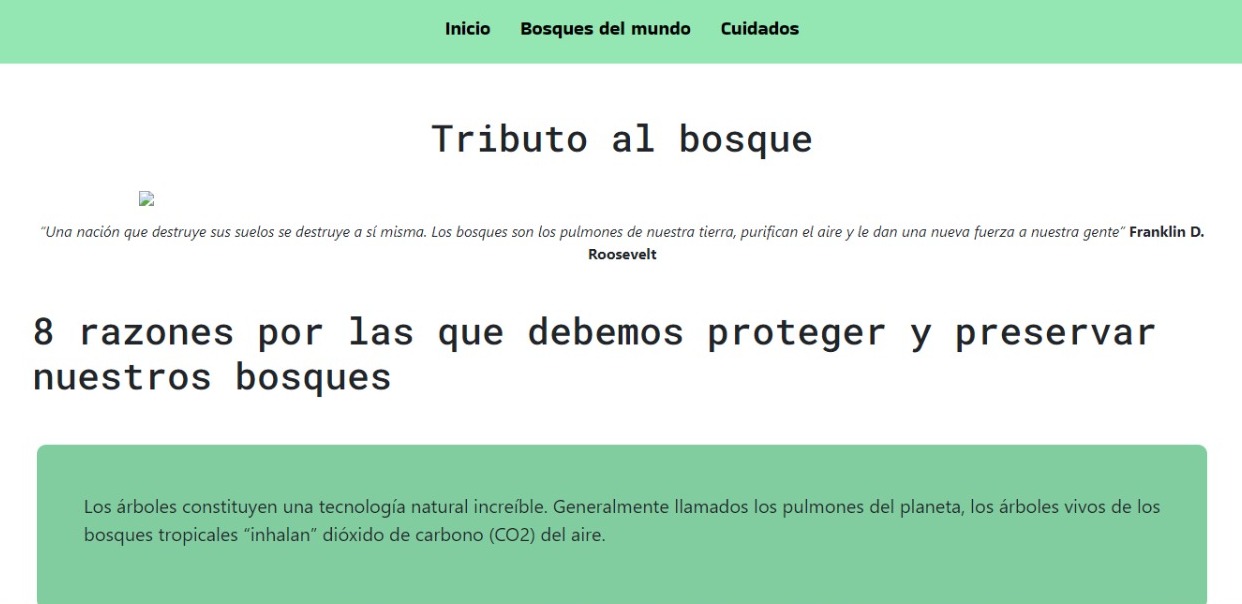 Inicio Bosques del mundo Cuidados
Tributo al bosque
“Una nación que destruye sus suelos se destruye a sí misma. Los bosques son los pulmones de nuestra tierra, purifican el aire y le dan una nueva fuerza a nuestra gente” Franklin D.
Roosevelt
8 razones por las que debemos proteger y preservar
nuestros bosques
Los árboles constituyen una tecnología natural increíble. Generalmente llamados los pulmones del planeta, los árboles vivos de los
bosques tropicales “inhalan” dióxido de carbono (CO2) del aire.